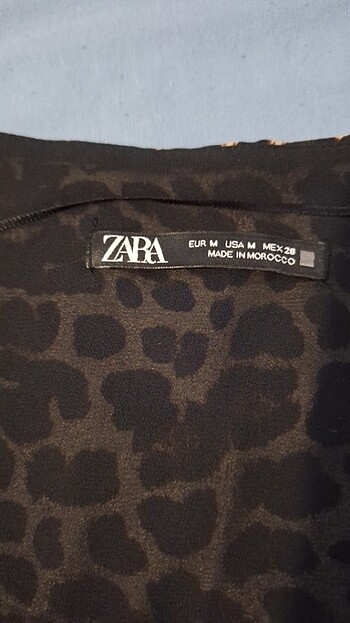 ZARA
EUR M USA M MEX 28
MADE IN MOROCCO